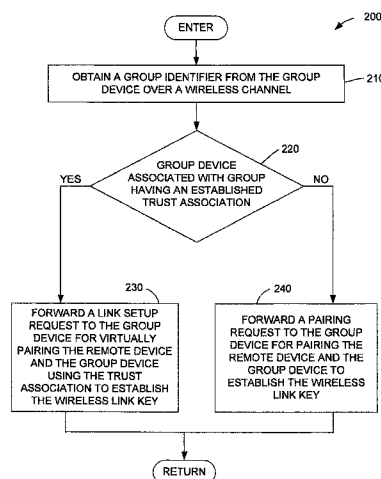 ENTER
200
OBTAIN A GROUP IDENTIFIER FROM THE GROUP
DEVICE OVER A WIRELESS CHANNEL
210
220
GROUP DEVICE
ASSOCIATED WITH GROUP
HAVING AN ESTABLISHED
TRUST ASSOCIATION
YES
NO
230
FORWARD A LINK SETUP
REQUEST TO THE GROUP
DEVICE FOR VIRTUALLY
PAIRING THE REMOTE DEVICE
AND THE GROUP DEVICE
USING THE TRUST
ASSOCIATION TO ESTABLISH
THE WIRELESS LINK KEY
240
FORWARD A PAIRING
REQUEST TO THE GROUP
DEVICE FOR PAIRING THE
REMOTE DEVICE AND THE
GROUP DEVICE TO
ESTABLISH THE WIRELESS
LINK KEY
RETURN